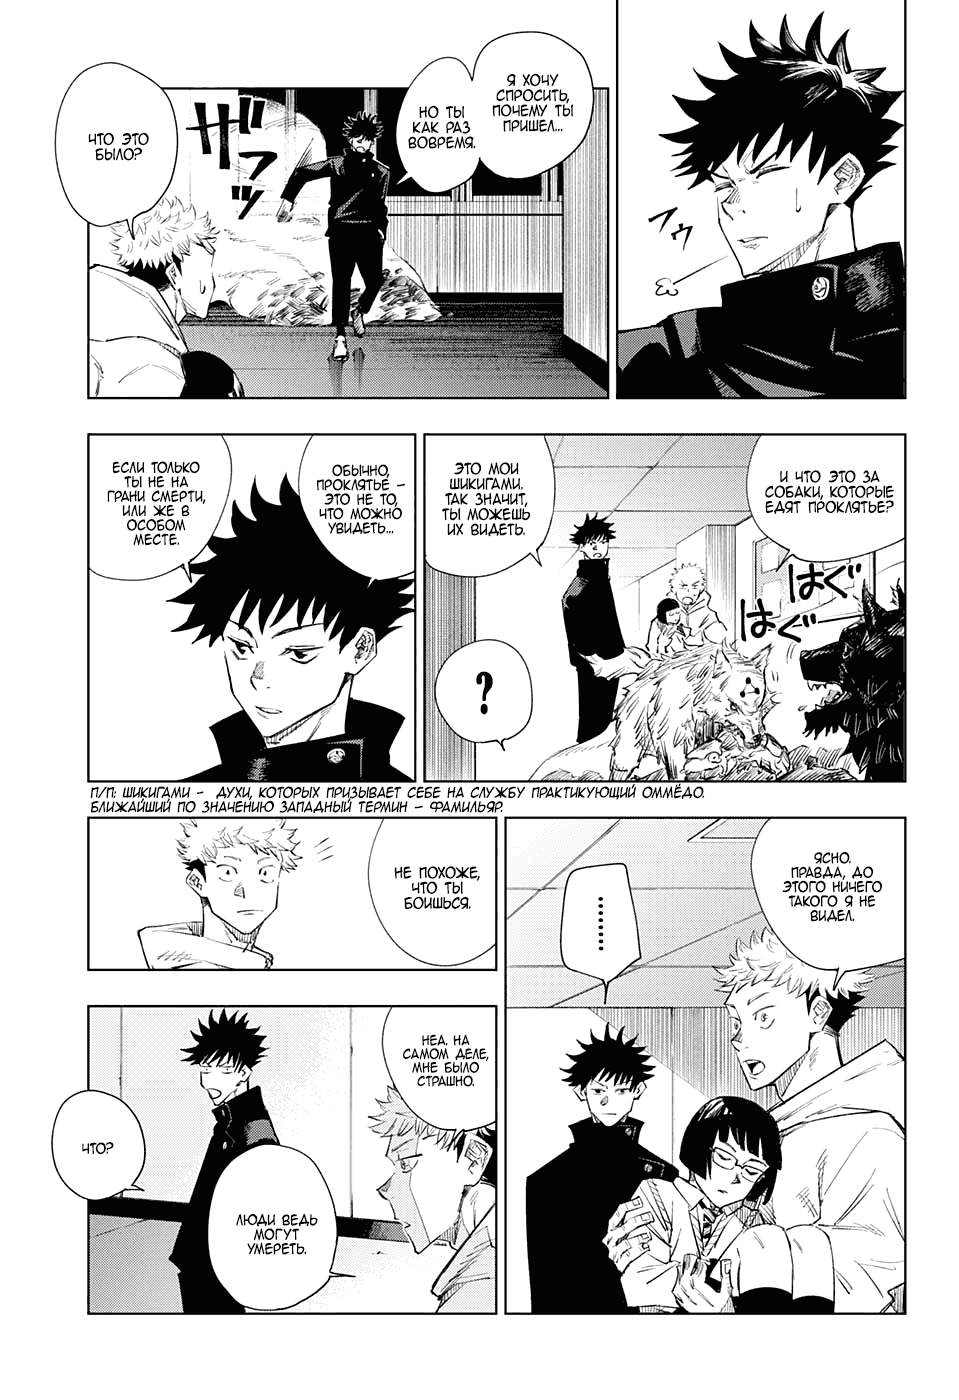 フゥ
Я ХОЧУ
СПРОСИТЬ,
ПОЧЕМУ ТЫ
ПРИШЕЛ...
НО ТЫ
КАК РАЗ
ВОВРЕМЯ.
ЧТО ЭТО
БЫЛО?
И ЧТО ЭТО ЗА
СОБАКИ, КОТОРЫЕ
ЕДЯТ ПРОКЛЯТЬЕ?
はぐ
はぐ
ЭТО МОИ
ШИКИГАМИ.
ТАК ЗНАЧИТ,
ТЫ МОЖЕШЬ
ИХ ВИДЕТЬ.
?
ОБЫЧНО,
ПРОКЛЯТЬЕ –
ЭТО НЕ ТО,
ЧТО МОЖНО
УВИДЕТЬ...
ЕСЛИ ТОЛЬКО
ТЫ НЕ НА
ГРАНИ СМЕРТИ,
ИЛИ ЖЕ В
ОСОБОМ
МЕСТЕ.
П/П: ШИКИГАМИ – ДУХИ, КОТОРЫХ ПРИЗЫВАЕТ СЕБЕ НА СЛУЖБУ ПРАКТИКУЮЩИЙ ОММЁДО.
БЛИЖАЙШИЙ ПО ЗНАЧЕНИЮ ЗАПАДНЫЙ ТЕРМИН – ФАМИЛЬЯР.
ЯСНО.
ПРАВДА, ДО
ЭТОГО НИЧЕГО
ТАКОГО Я НЕ
ВИДЕЛ.
........
НЕ ПОХОЖЕ,
ЧТО ТЫ
БОИШЬСЯ.
НЕА. НА
САМОМ ДЕЛЕ,
МНЕ БЫЛО
СТРАШНО.
ЧТО?
ЛЮДИ ВЕДЬ
МОГУТ
УМЕРЕТЬ.